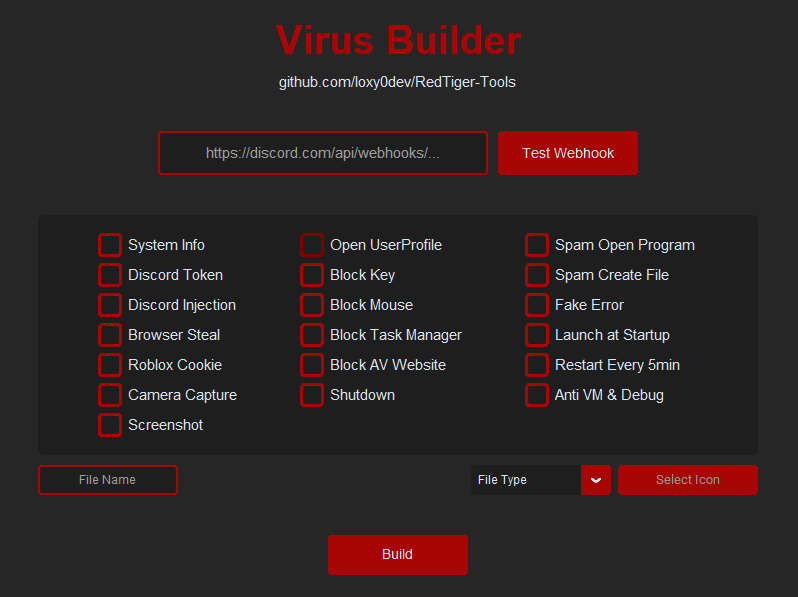 Virus Builder
github.com/loxy0dev/RedTiger-Tools
https://discord.com/api/webhooks/... Test Webhook
System Info Open UserProfile Spam Open Program
Discord Token Block Key Spam Create File
Discord Injection Block Mouse Fake Error
Browser Steal Block Task Manager Launch at Startup
Roblox Cookie Block AV Website Restart Every 5min
Camera Capture Shutdown Anti VM & Debug
Screenshot
File Name File Type Select Icon
Build